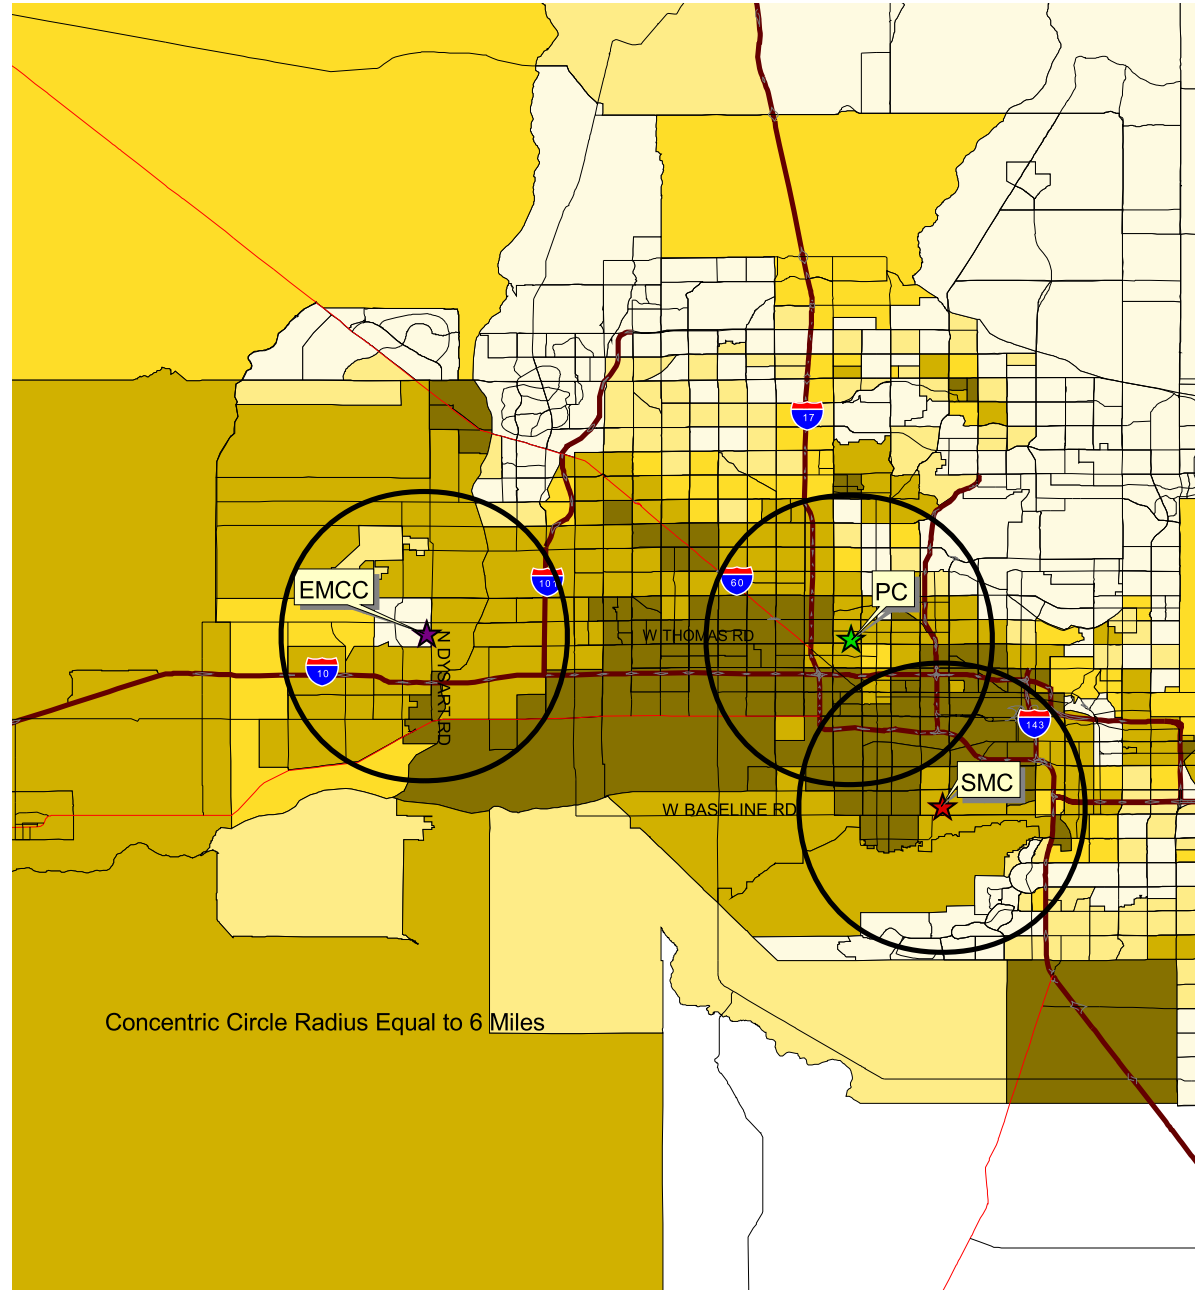 17
EMCC
101
60
PC
W THOMAS RD
N DYSART RD
10
143
SMC
W BASELINE RD
Concentric Circle Radius Equal to 6 Miles